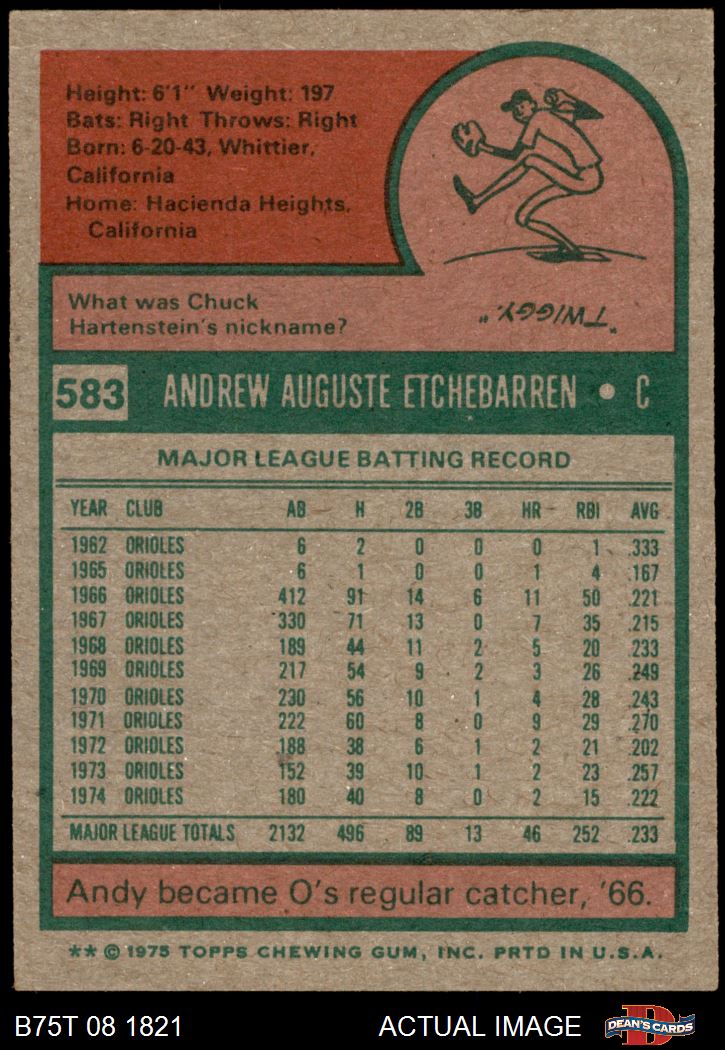 Height: 6'1" Weight: 197
Bats: Right Throws: Right
Born: 6-20-43, Whittier,
California
Home: Hacienda Heights,
California
What was Chuck
Hartenstein's nickname?
"TWIGGY."
583 ANDREW AUGUSTE ETCHEBARREN • C
MAJOR LEAGUE BATTING RECORD
YEAR CLUB AB H 2B 3B HR RBI AVG
1962 ORIOLES 6 2 0 0 0 1 .333
1965 ORIOLES 6 1 0 0 1 4 .167
1966 ORIOLES 412 91 14 6 11 50 .221
1967 ORIOLES 330 71 13 0 7 35 .215
1968 ORIOLES 189 44 11 2 5 20 .233
1969 ORIOLES 217 54 9 2 3 26 .249
1970 ORIOLES 230 56 10 1 4 28 .243
1971 ORIOLES 222 60 8 0 9 29 .270
1972 ORIOLES 188 38 6 1 2 21 .202
1973 ORIOLES 152 39 10 1 2 23 .257
1974 ORIOLES 180 40 8 0 2 15 .222
MAJOR LEAGUE TOTALS 2132 496 89 13 46 252 .233
Andy became O's regular catcher, '66.
** © 1975 TOPPS CHEWING GUM, INC. PRTD IN U.S.A.
B75T 08 1821 ACTUAL IMAGE D DEAN'S CARDS